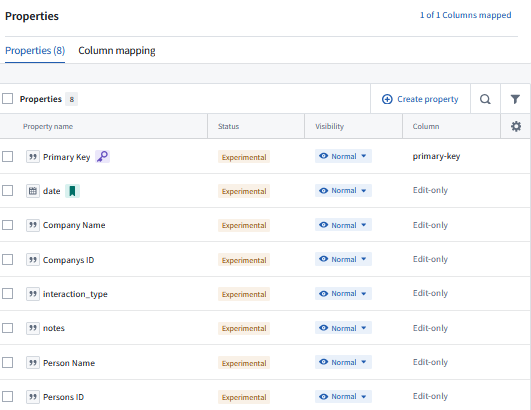 Properties
1 of 1 Columns mapped
Properties (8) Column mapping
Properties 8 Create property
Property name Status Visibility Column
Primary Key Experimental Normal primary-key
date Experimental Normal Edit-only
Company Name Experimental Normal Edit-only
Companys ID Experimental Normal Edit-only
interaction_type Experimental Normal Edit-only
notes Experimental Normal Edit-only
Person Name Experimental Normal Edit-only
Persons ID Experimental Normal Edit-only